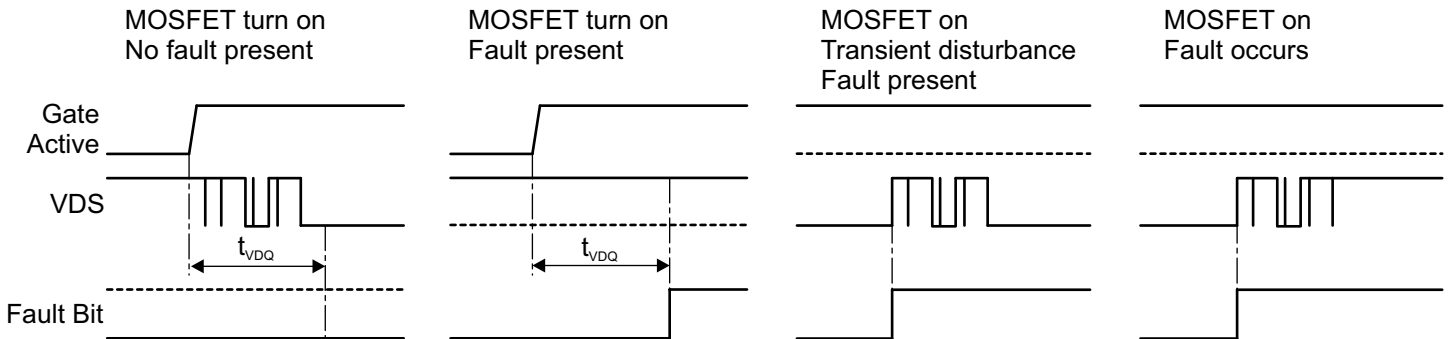 MOSFET turn on
No fault present
MOSFET turn on
Fault present
MOSFET on
Transient disturbance
Fault present
MOSFET on
Fault occurs
Gate
Active
VDS
tVDQ
tVDQ
Fault Bit